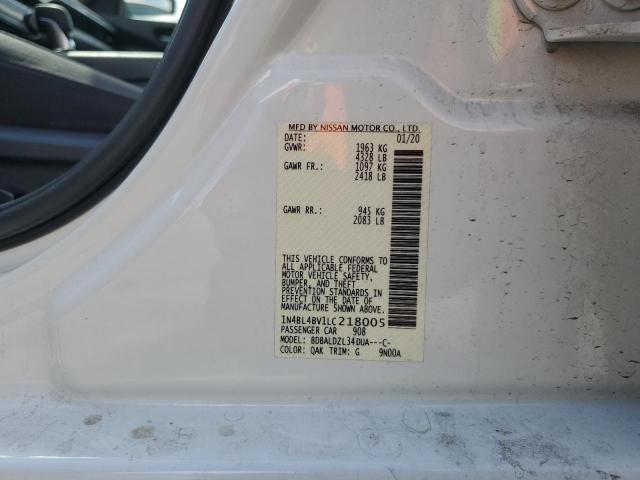 MFD BY NISSAN MOTOR CO., LTD.
DATE: 01/20
GVWR: 1963 KG
4328 LB
GAWR FR.: 1097 KG
2418 LB
GAWR RR.: 945 KG
2083 LB
THIS VEHICLE CONFORMS TO
ALL APPLICABLE FEDERAL
MOTOR VEHICLE SAFETY,
BUMPER, AND THEFT
PREVENTION STANDARDS IN
EFFECT ON THE DATE OF
MANUFACTURE SHOWN ABOVE.
1N4BL4BV1LC218005
PASSENGER CAR 908
MODEL: BDBALDZL34DUA---C-
COLOR: QAK TRIM: G 9N00A